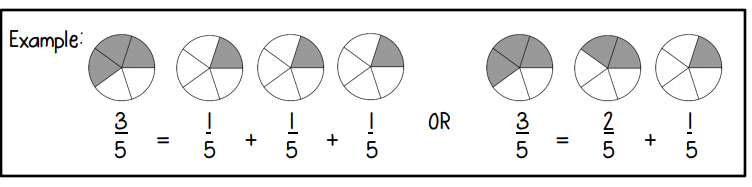 Example:
3/5 = 1/5 + 1/5 + 1/5 OR 3/5 = 2/5 + 1/5